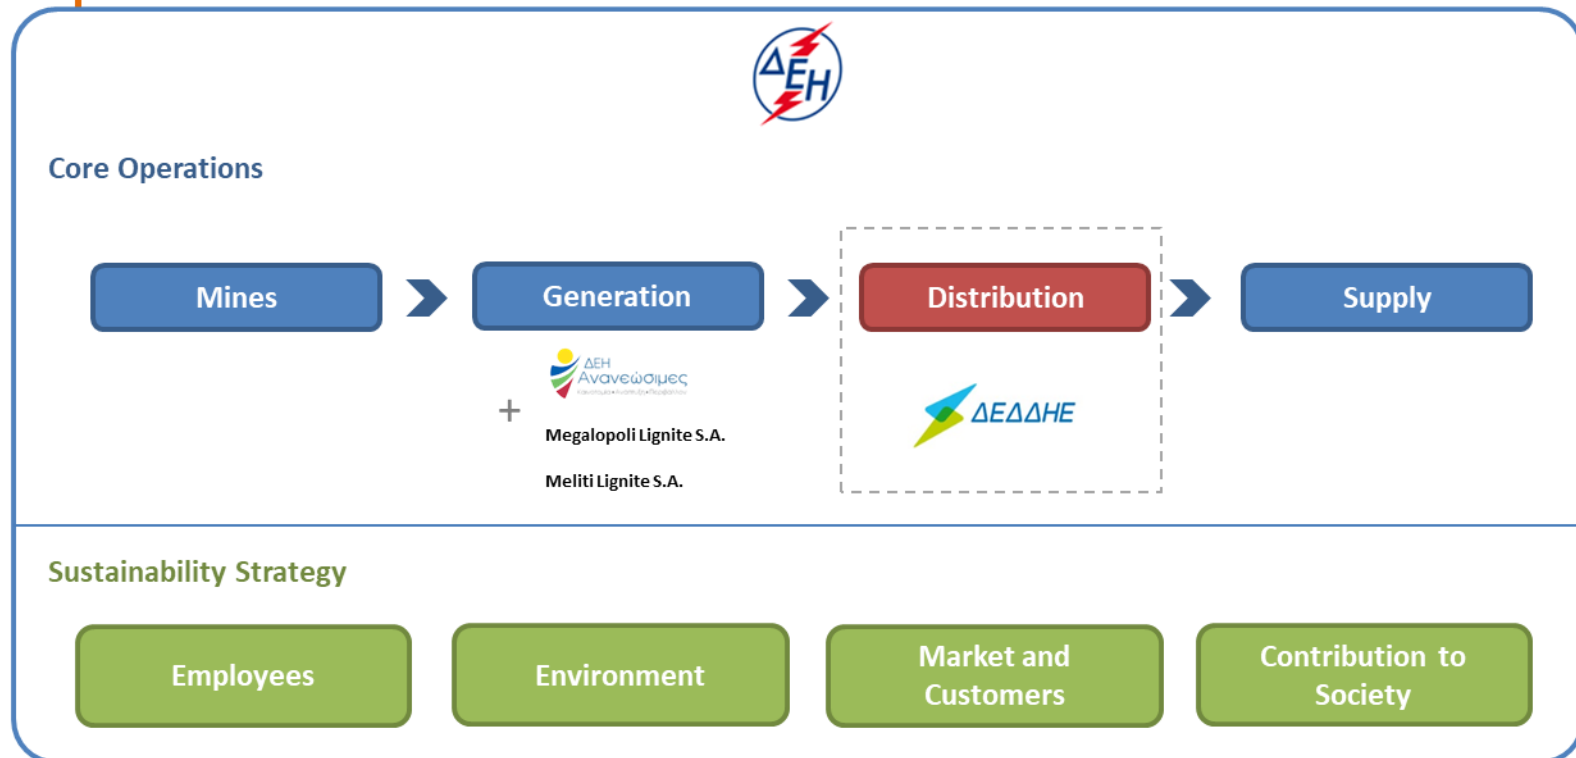 ΔΕΗ
Core Operations
Mines
Generation
Distribution
Supply
ΔΕΗ
Ανανεώσιμες
+
Megalopoli Lignite S.A.
Meliti Lignite S.A.
ΔΕΔΔΗΕ
Sustainability Strategy
Employees
Environment
Market and
Customers
Contribution to
Society